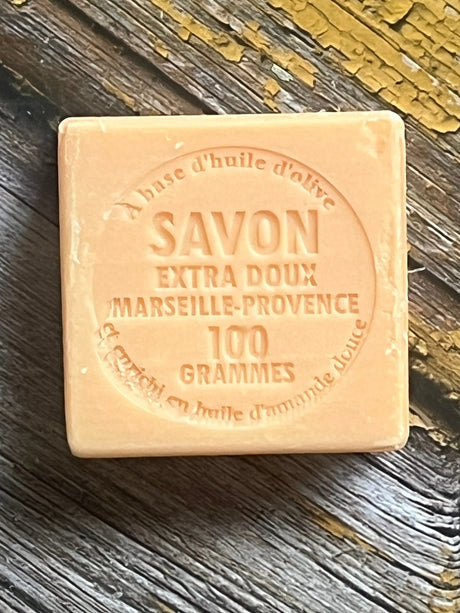 À base d'huile d'olive
SAVON
EXTRA DOUX
MARSEILLE-PROVENCE
100
GRAMMES
et enrichi en huile d'amande douce